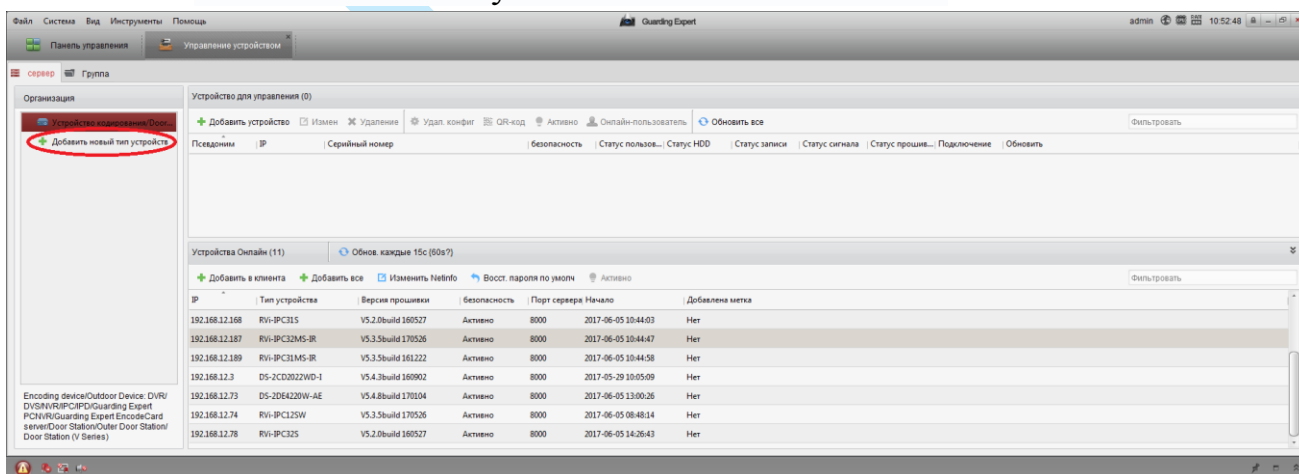 Файл Система Вид Инструменты Помощь Guarding Expert admin 10:52:48
Панель управления Управление устройством
сервер Группа
Организация Устройство для управления (0)
Устройство кодирования/Door...
Добавить новый тип устройств
Добавить устройство Измен Удаление Удал. конфиг QR-код Активно Онлайн-пользователь Обновить все Фильтровать
Псевдоним IP Серийный номер безопасность Статус пользов... Статус HDD Статус записи Статус сигнала Статус прошив... Подключение Обновить
Устройства Онлайн (11) Обнов. каждые 15с (60s?)
Добавить в клиента Добавить все Изменить Netinfo Восст. пароля по умолч Активно Фильтровать
IP Тип устройства Версия прошивки безопасность Порт сервера Начало Добавлена метка
192.168.12.168 RVi-IPC31S V5.2.0build 160527 Активно 8000 2017-06-05 10:44:03 Нет
192.168.12.187 RVi-IPC32MS-IR V5.3.5build 170526 Активно 8000 2017-06-05 10:44:47 Нет
192.168.12.189 RVi-IPC31MS-IR V5.3.5build 161222 Активно 8000 2017-06-05 10:44:58 Нет
192.168.12.3 DS-2CD2022WD-I V5.4.3build 160902 Активно 8000 2017-05-29 10:05:09 Нет
192.168.12.73 DS-2DE4220W-AE V5.4.8build 170104 Активно 8000 2017-06-05 13:00:26 Нет
192.168.12.74 RVi-IPC12SW V5.3.5build 170526 Активно 8000 2017-06-05 08:48:14 Нет
192.168.12.78 RVi-IPC32S V5.2.0build 160527 Активно 8000 2017-06-05 14:26:43 Нет
Encoding device/Outdoor Device: DVR/
DVS/NVR/IPC/IPD/Guarding Expert
PCNVR/Guarding Expert EncodeCard
server/Door Station/Outer Door Station/
Door Station (V Series)